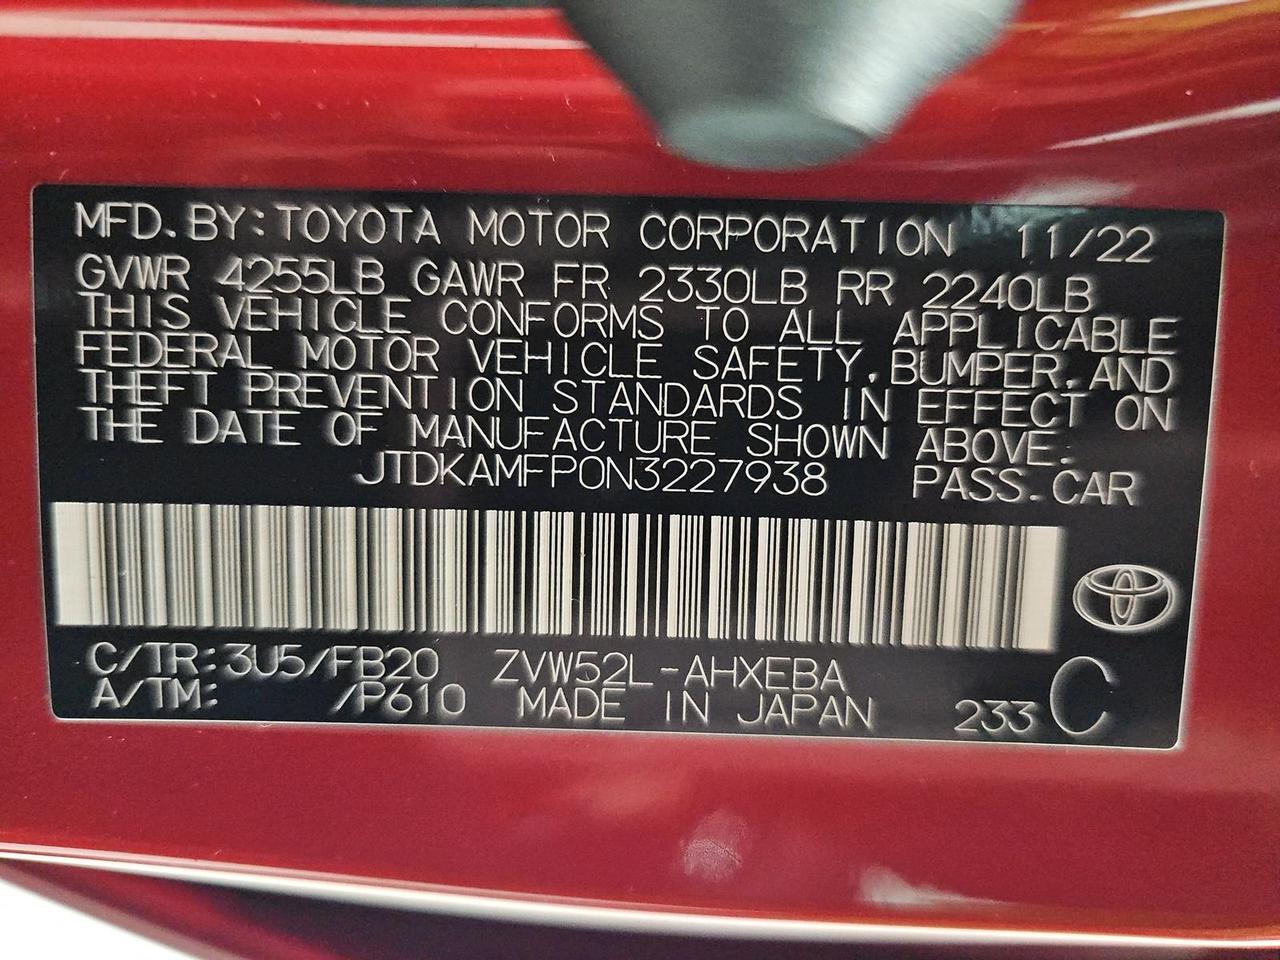 MFD. BY: TOYOTA MOTOR CORPORATION 11/22
GVWR 4255LB GAWR FR 2330LB RR 2240LB
THIS VEHICLE CONFORMS TO ALL APPLICABLE
FEDERAL MOTOR VEHICLE SAFETY, BUMPER, AND
THEFT PREVENTION STANDARDS IN EFFECT ON
THE DATE OF MANUFACTURE SHOWN ABOVE.
JTDKAMFP0N3227938 PASS. CAR
C/TR: 3U5/FB20 ZVW52L-AHXEBA
A/TM: /P610 MADE IN JAPAN 233 C